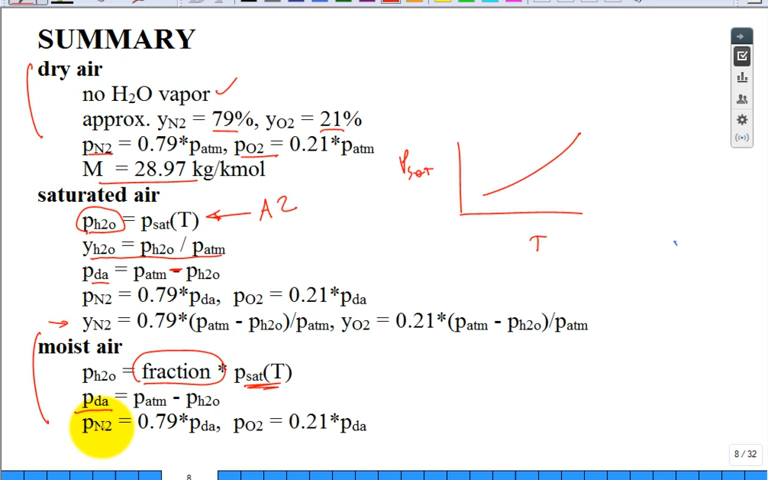 SUMMARY
dry air
no H2O vapor ✓
approx. yN2 = 79%, yO2 = 21%
pN2 = 0.79*patm, pO2 = 0.21*patm
M = 28.97 kg/kmol
saturated air
ph2o = psat(T) ← A2
yh2o = ph2o / patm
pda = patm - ph2o
pN2 = 0.79*pda, pO2 = 0.21*pda
→ yN2 = 0.79*(patm - ph2o)/patm, yO2 = 0.21*(patm - ph2o)/patm
moist air
ph2o = fraction * psat(T)
pda = patm - ph2o
pN2 = 0.79*pda, pO2 = 0.21*pda
Psat
T
8 / 32
8